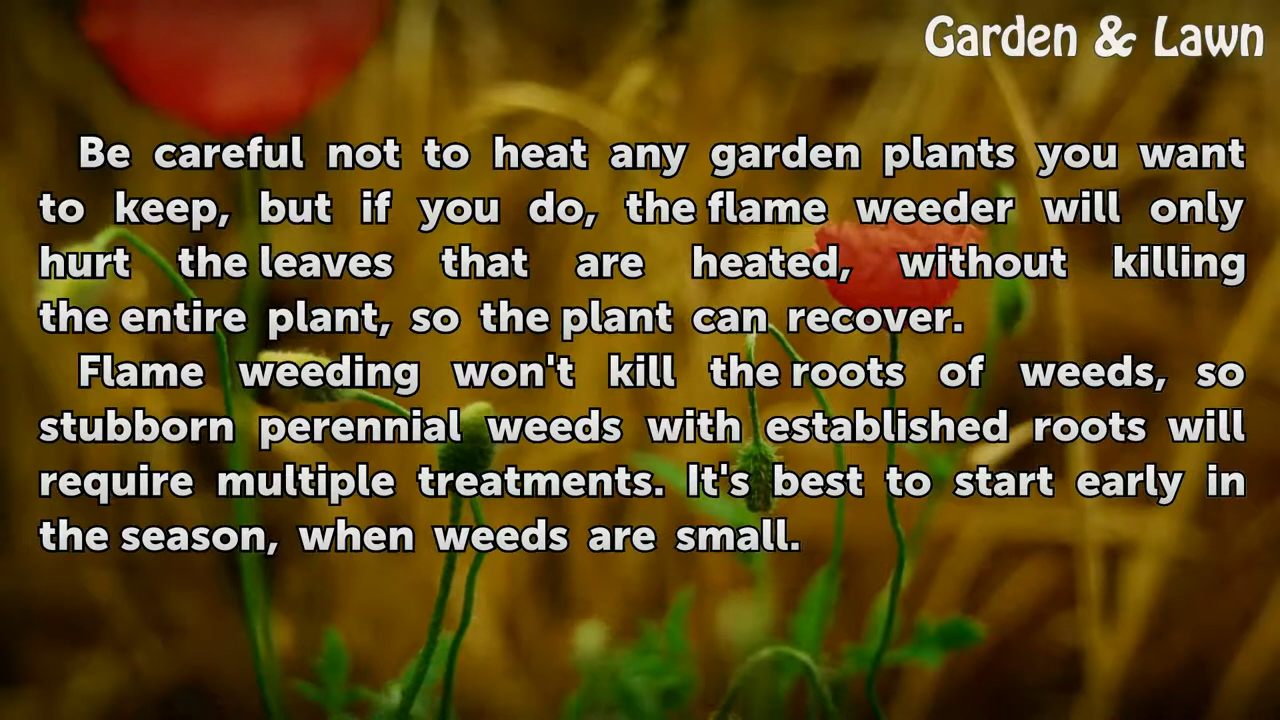 Garden & Lawn
Be careful not to heat any garden plants you want
to keep, but if you do, the flame weeder will only
hurt the leaves that are heated, without killing
the entire plant, so the plant can recover.
Flame weeding won't kill the roots of weeds, so
stubborn perennial weeds with established roots will
require multiple treatments. It's best to start early in
the season, when weeds are small.